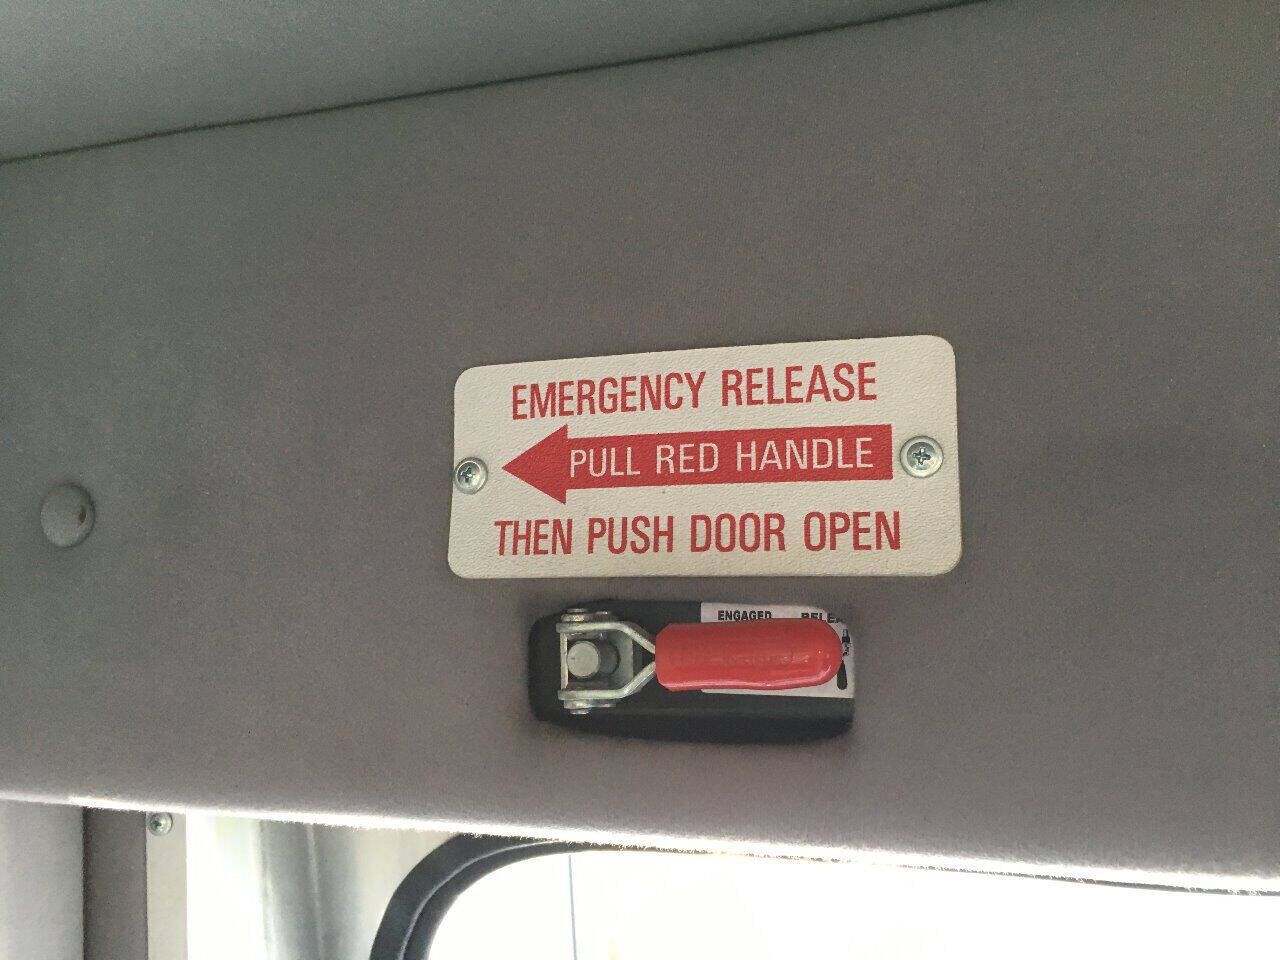 EMERGENCY RELEASE
PULL RED HANDLE
THEN PUSH DOOR OPEN
ENGAGED